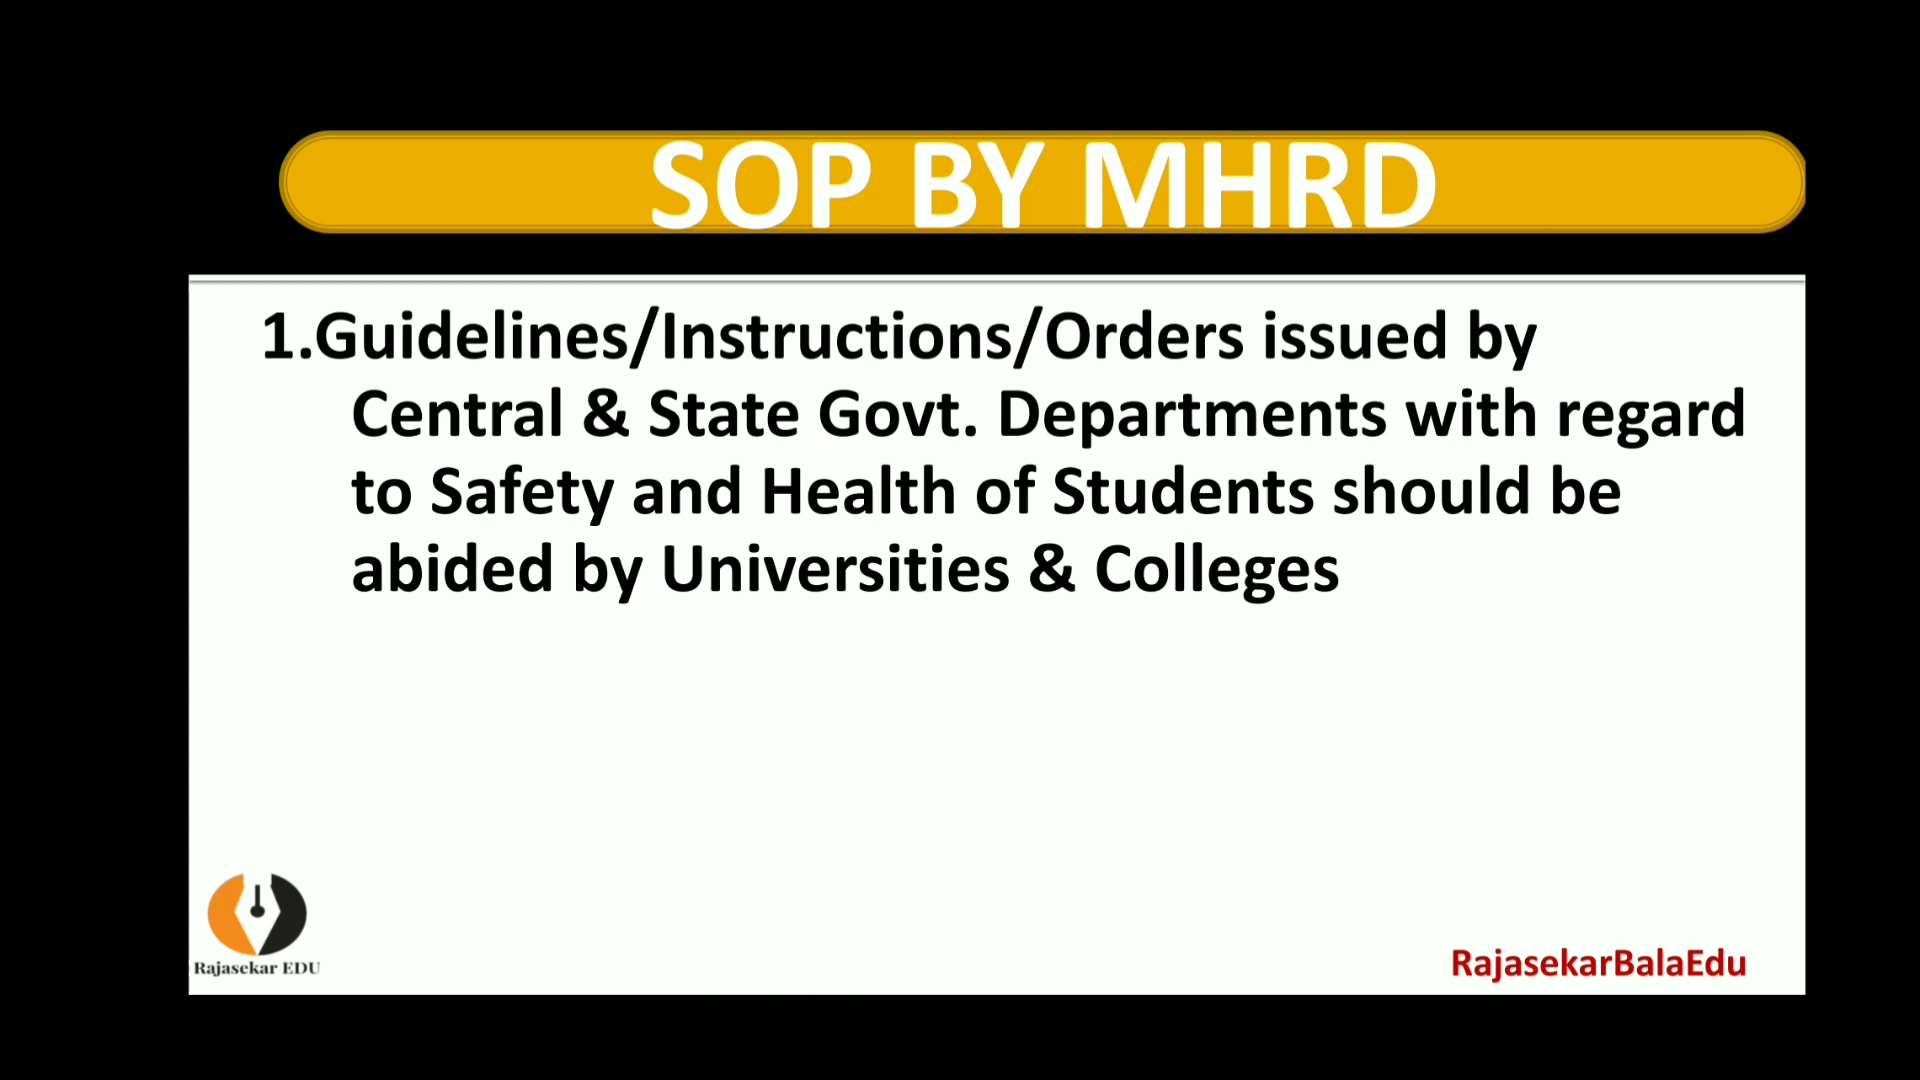 SOP BY MHRD
1.Guidelines/Instructions/Orders issued by
Central & State Govt. Departments with regard
to Safety and Health of Students should be
abided by Universities & Colleges
Rajasekar EDU
RajasekarBalaEdu